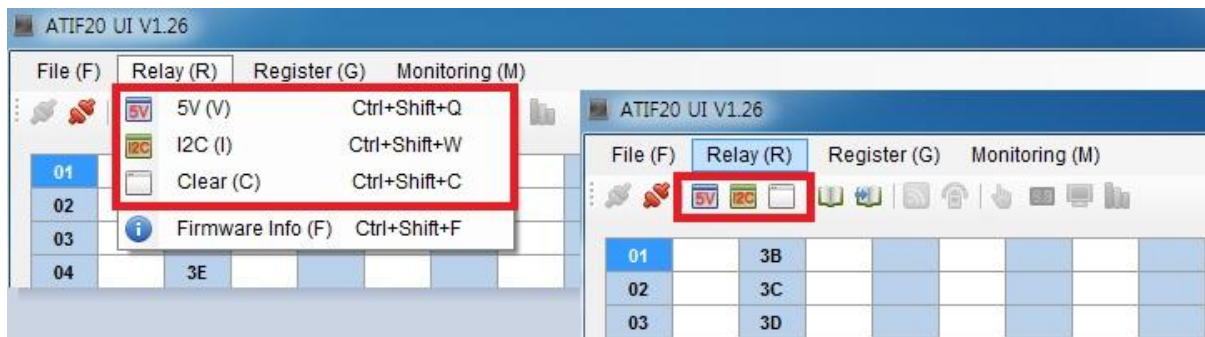 ATIF20 UI V1.26
File (F) Relay (R) Register (G) Monitoring (M)
5V 5V (V) Ctrl+Shift+Q
I2C I2C (I) Ctrl+Shift+W
Clear (C) Ctrl+Shift+C
Firmware Info (F) Ctrl+Shift+F
01
02
03
04 3E
ATIF20 UI V1.26
File (F) Relay (R) Register (G) Monitoring (M)
5V I2C
01 3B
02 3C
03 3D